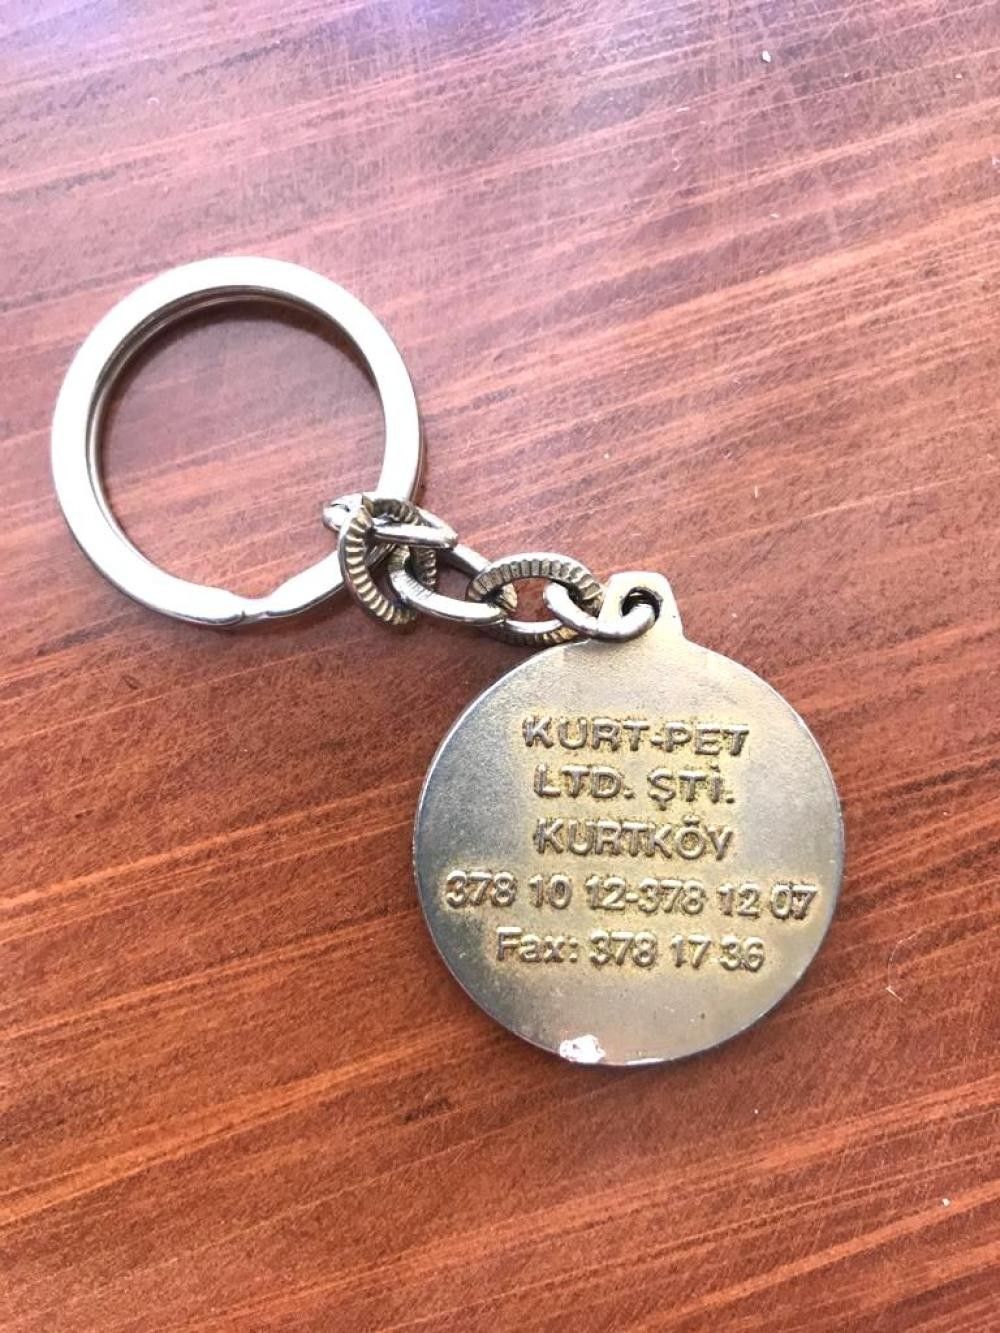 KURT-PET
LTD. ŞTİ.
KURTKÖY
378 10 12-378 12 07
Fax: 378 17 36